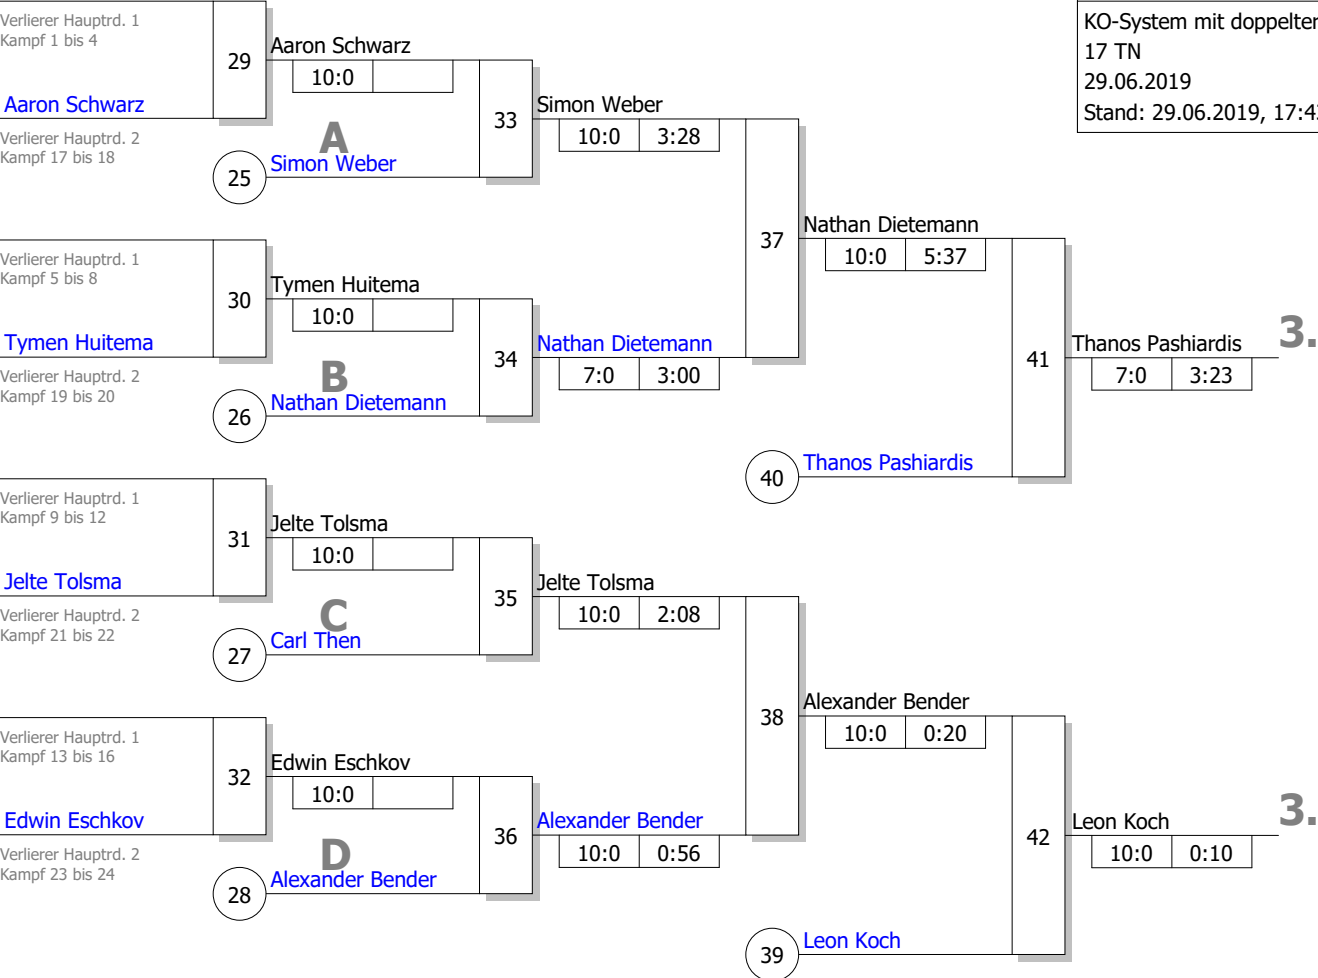 Verlierer Hauptrd. 1
Kampf 1 bis 4
29
Aaron Schwarz
10:0
Aaron Schwarz
Verlierer Hauptrd. 2
Kampf 17 bis 18
A
25
Simon Weber
33
Simon Weber
10:0 3:28
KO-System mit doppelter
17 TN
29.06.2019
Stand: 29.06.2019, 17:43
Verlierer Hauptrd. 1
Kampf 5 bis 8
30
Tymen Huitema
10:0
Tymen Huitema
Verlierer Hauptrd. 2
Kampf 19 bis 20
B
26
Nathan Dietemann
34
Nathan Dietemann
7:0 3:00
37
Nathan Dietemann
10:0 5:37
41
Thanos Pashiardis
7:0 3:23
3.
40
Thanos Pashiardis
Verlierer Hauptrd. 1
Kampf 9 bis 12
31
Jelte Tolsma
10:0
Jelte Tolsma
Verlierer Hauptrd. 2
Kampf 21 bis 22
C
27
Carl Then
35
Jelte Tolsma
10:0 2:08
Verlierer Hauptrd. 1
Kampf 13 bis 16
32
Edwin Eschkov
10:0
Edwin Eschkov
Verlierer Hauptrd. 2
Kampf 23 bis 24
D
28
Alexander Bender
36
Alexander Bender
10:0 0:56
38
Alexander Bender
10:0 0:20
42
Leon Koch
10:0 0:10
3.
39
Leon Koch